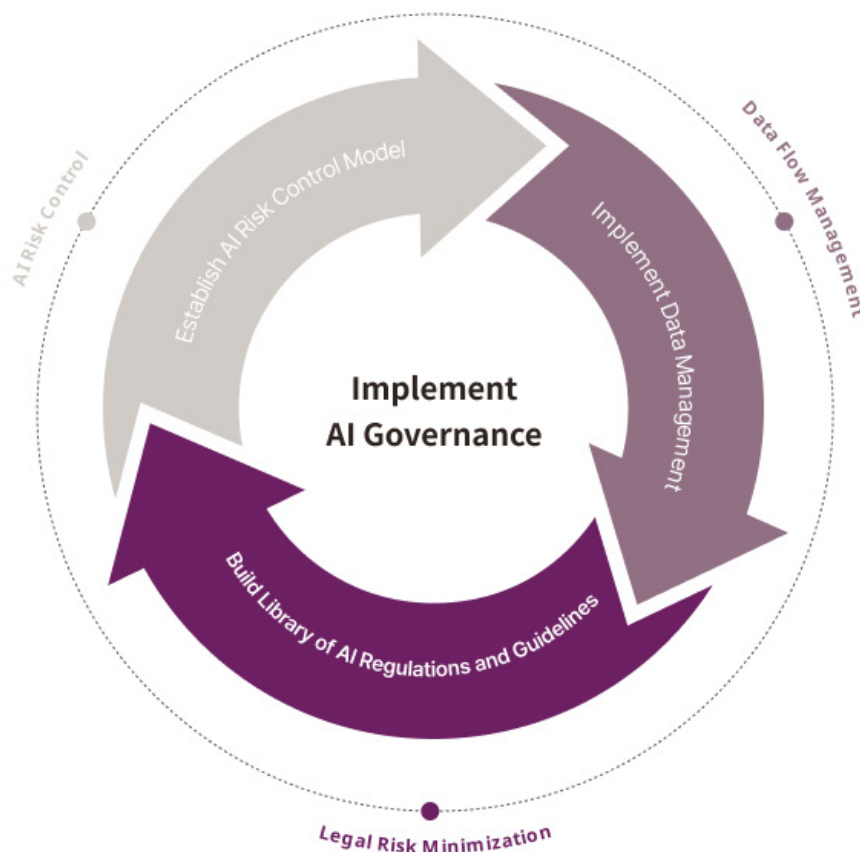 AI Risk Control
Establish AI Risk Control Model
Data Flow Management
Implement Data Management
Implement
AI Governance
Build Library of AI Regulations and Guidelines
Legal Risk Minimization